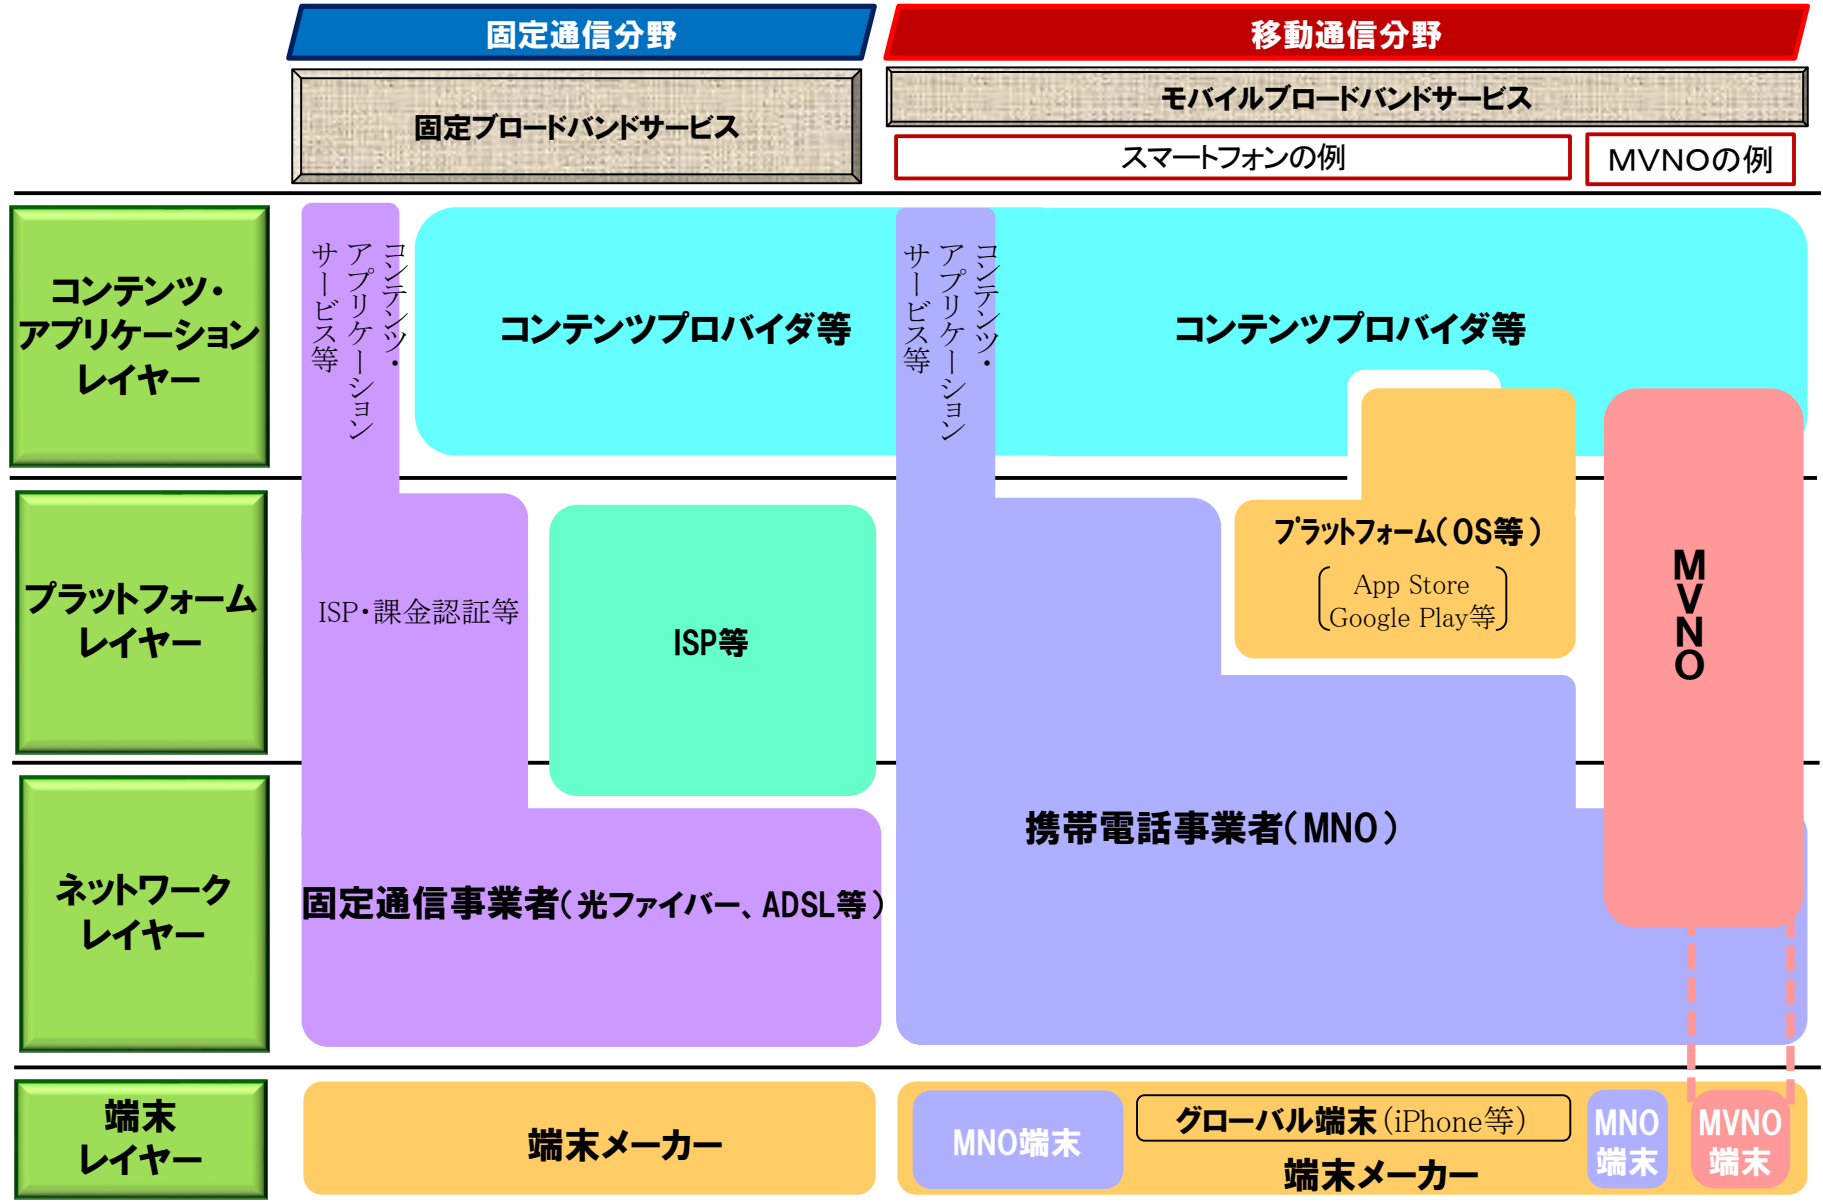 固定通信分野
移動通信分野
固定ブロードバンドサービス
モバイルブロードバンドサービス
スマートフォンの例
MVNOの例
コンテンツ・
アプリケーション
レイヤー
コンテンツ・
アプリケーション
サービス等
コンテンツプロバイダ等
コンテンツ・
アプリケーション
サービス等
コンテンツプロバイダ等
プラットフォーム
レイヤー
ISP・課金認証等
ISP等
プラットフォーム(OS等)
App Store
Google Play等
MVNO
ネットワーク
レイヤー
固定通信事業者(光ファイバー、ADSL等)
携帯電話事業者(MNO)
端末
レイヤー
端末メーカー
MNO端末
グローバル端末(iPhone等)
端末メーカー
MNO
端末
MVNO
端末